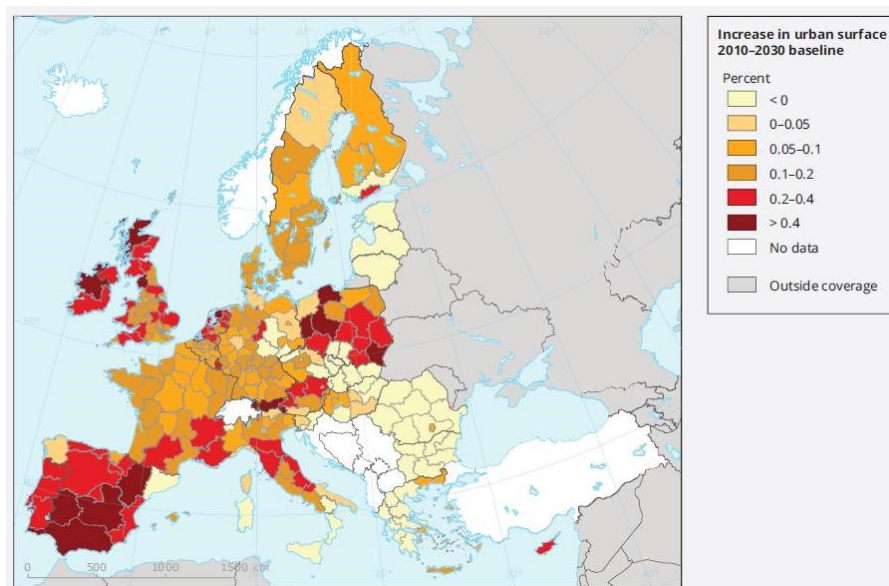 Increase in urban surface
2010–2030 baseline
Percent
< 0
0–0.05
0.05–0.1
0.1–0.2
0.2–0.4
> 0.4
No data
Outside coverage
0 500 1000 1500 km